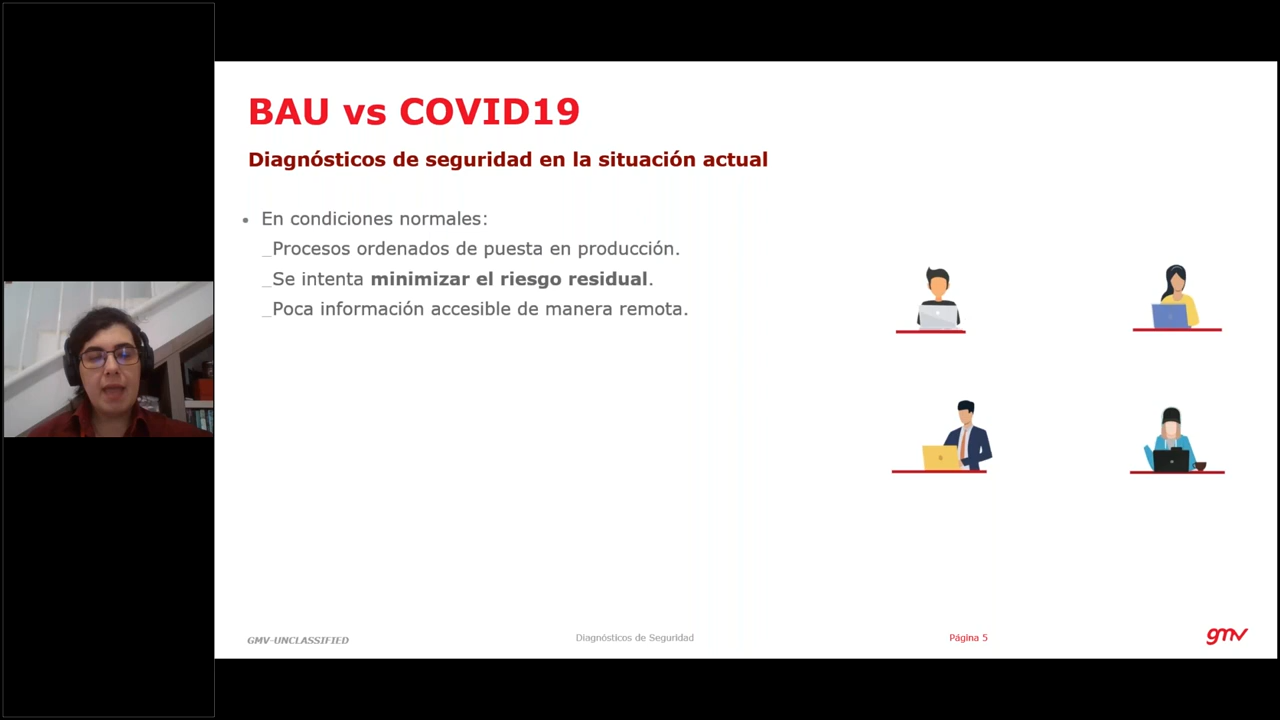 BAU vs COVID19
Diagnósticos de seguridad en la situación actual
• En condiciones normales:
_Procesos ordenados de puesta en producción.
_Se intenta minimizar el riesgo residual.
_Poca información accesible de manera remota.
GMV-UNCLASSIFIED
Diagnósticos de Seguridad
Página 5
gmv